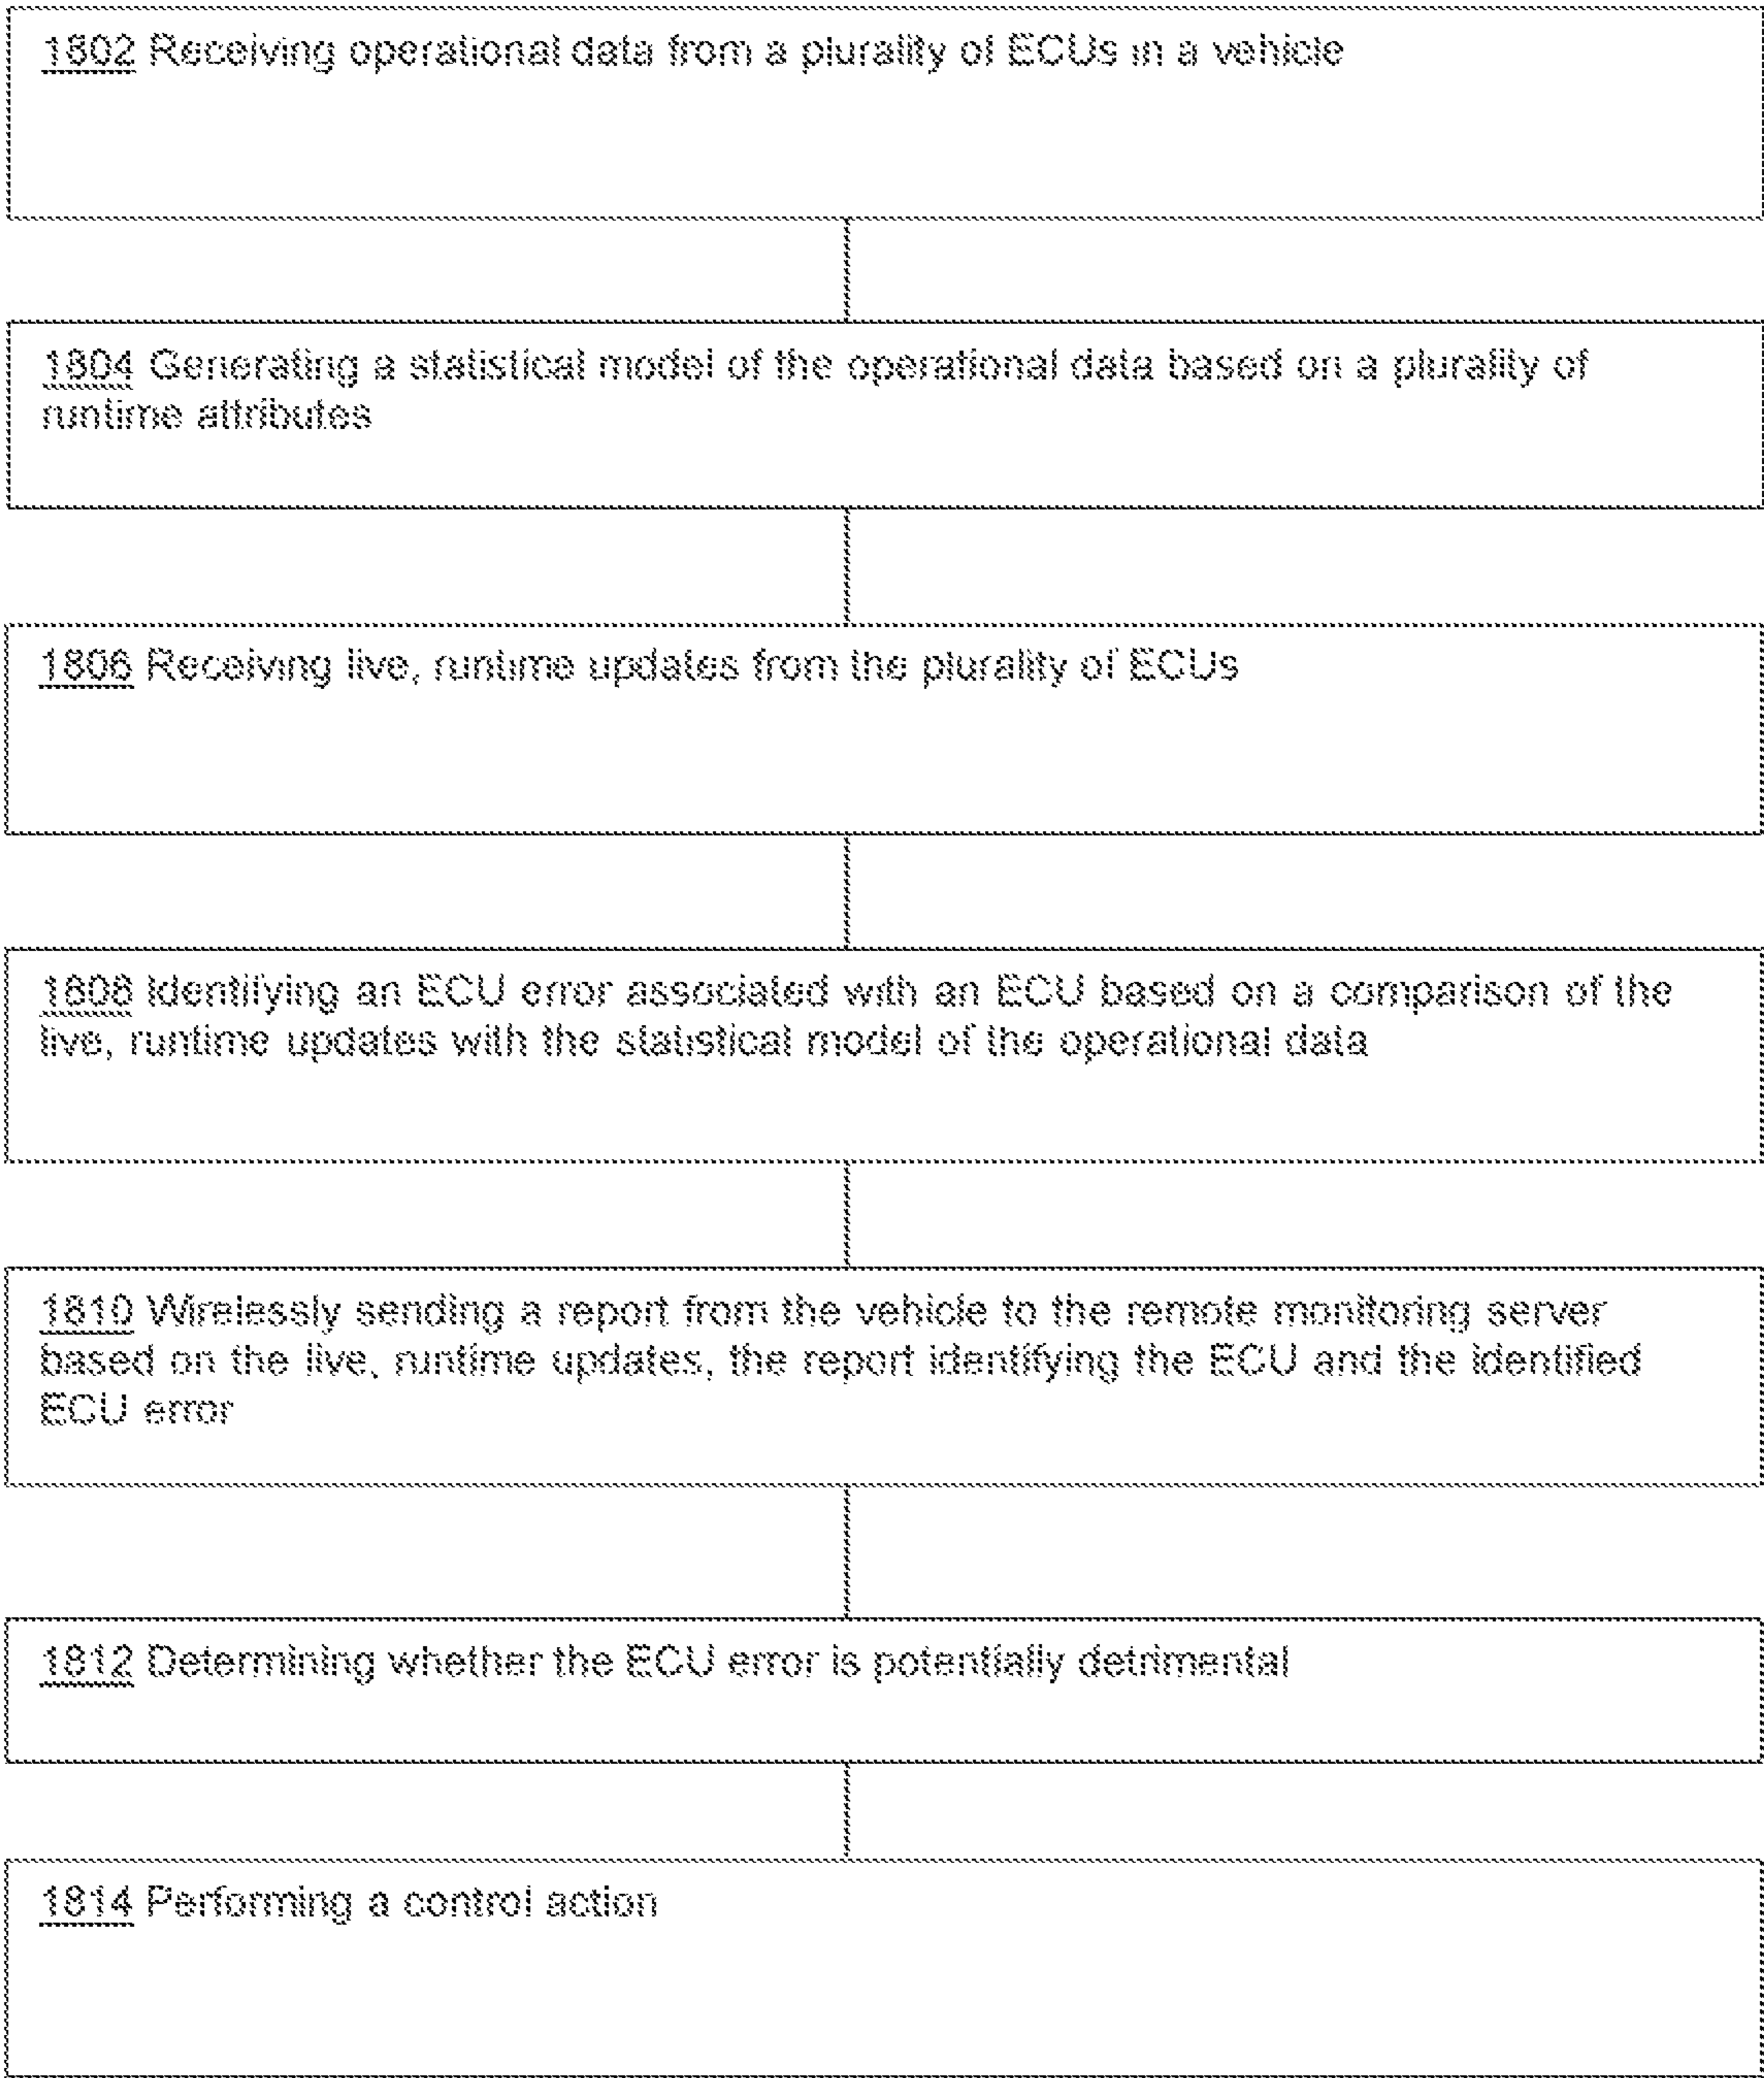 1802 Receiving operational data from a plurality of ECUs in a vehicle
1804 Generating a statistical model of the operational data based on a plurality of
runtime attributes
1806 Receiving live, runtime updates from the plurality of ECUs
1808 Identifying an ECU error associated with an ECU based on a comparison of the
live, runtime updates with the statistical model of the operational data
1810 Wirelessly sending a report from the vehicle to the remote monitoring server
based on the live, runtime updates, the report identifying the ECU and the identified
ECU error
1812 Determining whether the ECU error is potentially detrimental
1814 Performing a control action